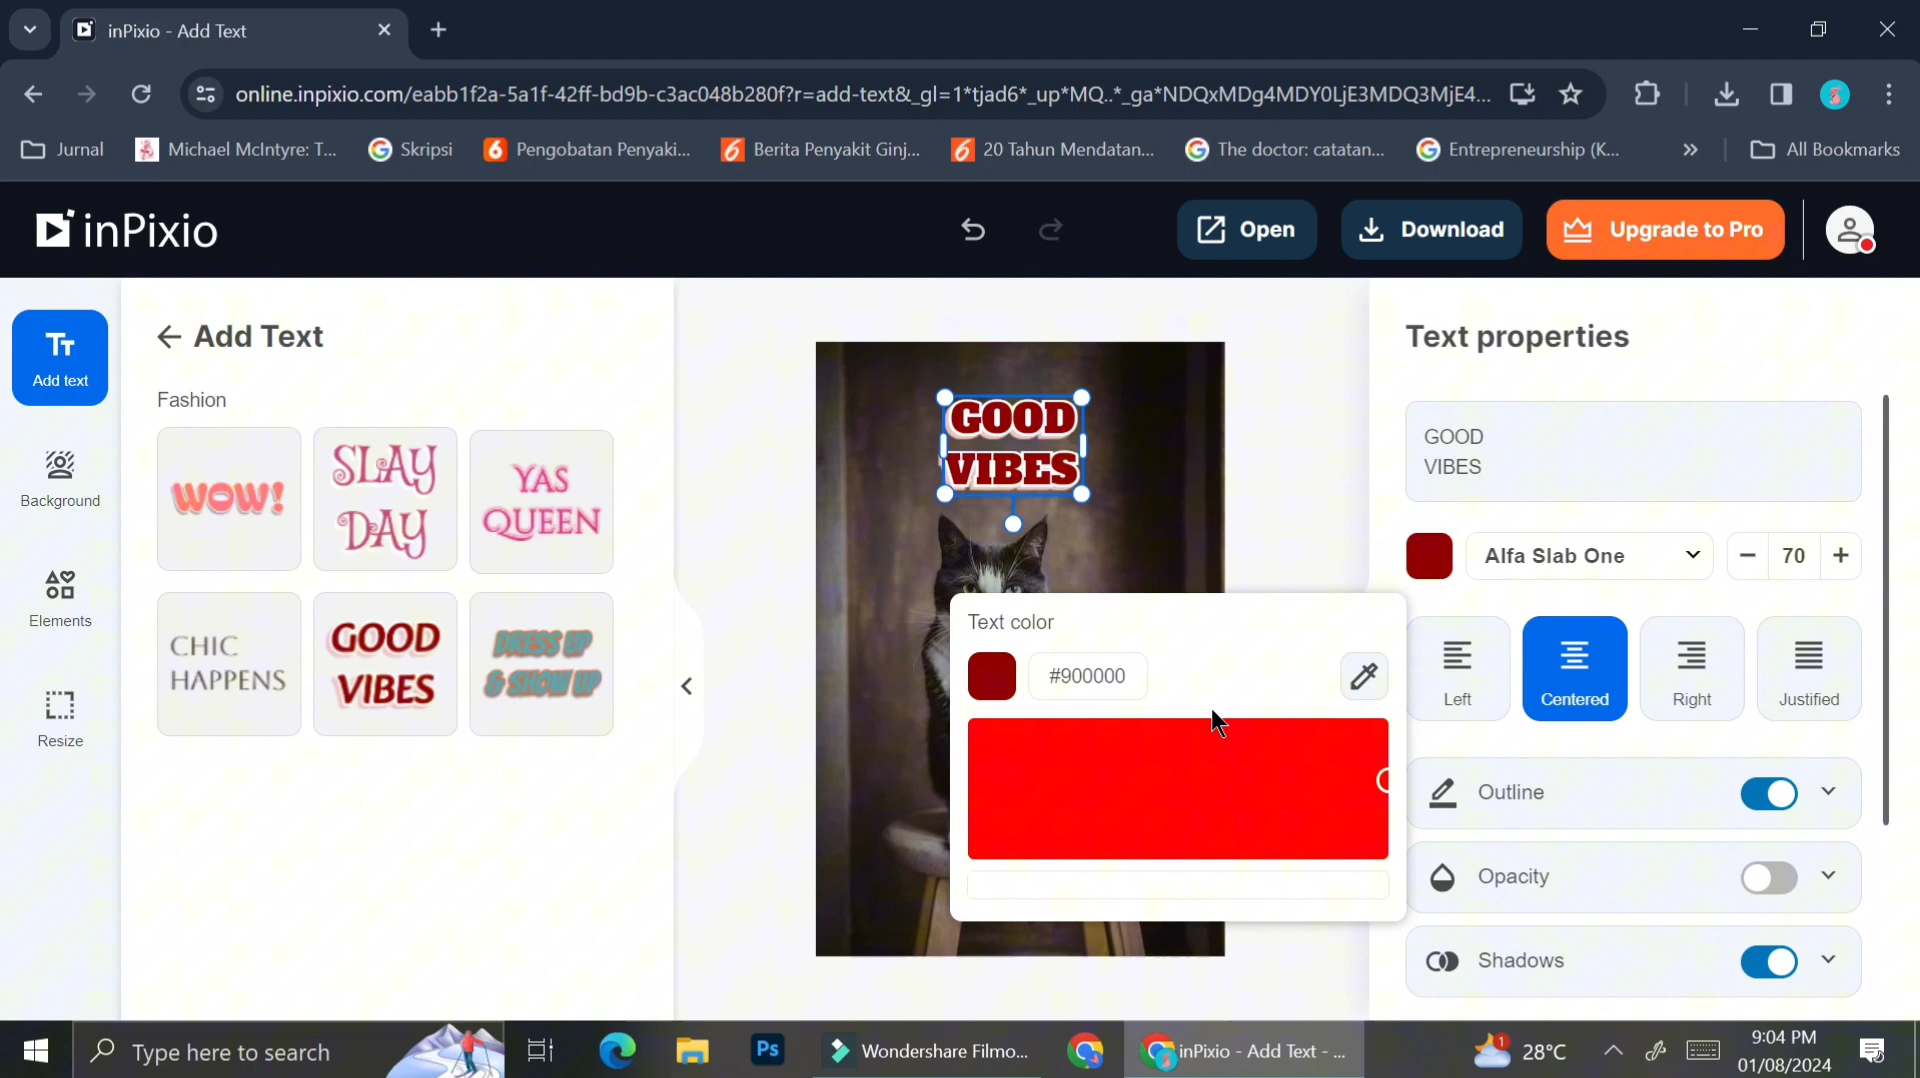 inPixio - Add Text
online.inpixio.com/eabb1f2a-5a1f-42ff-bd9b-c3ac048b280f?r=add-text&_gl=1*tjad6*_up*MQ..*_ga*NDQxMDg4MDY0LjE3MDQ3MjE4...
Jurnal
Michael McIntyre: T...
Skripsi
Pengobatan Penyaki...
Berita Penyakit Ginj...
20 Tahun Mendatan...
The doctor: catatan...
Entrepreneurship (K...
»
All Bookmarks
inPixio
Open
Download
Upgrade to Pro
Add text
Background
Elements
Resize
Add Text
Fashion
WOW!
SLAY
DAY
YAS
QUEEN
CHIC
HAPPENS
GOOD
VIBES
DRESS UP
& SHOW UP
GOOD
VIBES
Text color
#900000
Text properties
GOOD
VIBES
Alfa Slab One
70
Left
Centered
Right
Justified
Outline
Opacity
Shadows
Type here to search
Ps
Wondershare Filmo...
inPixio - Add Text - ...
1
28°C
9:04 PM
01/08/2024